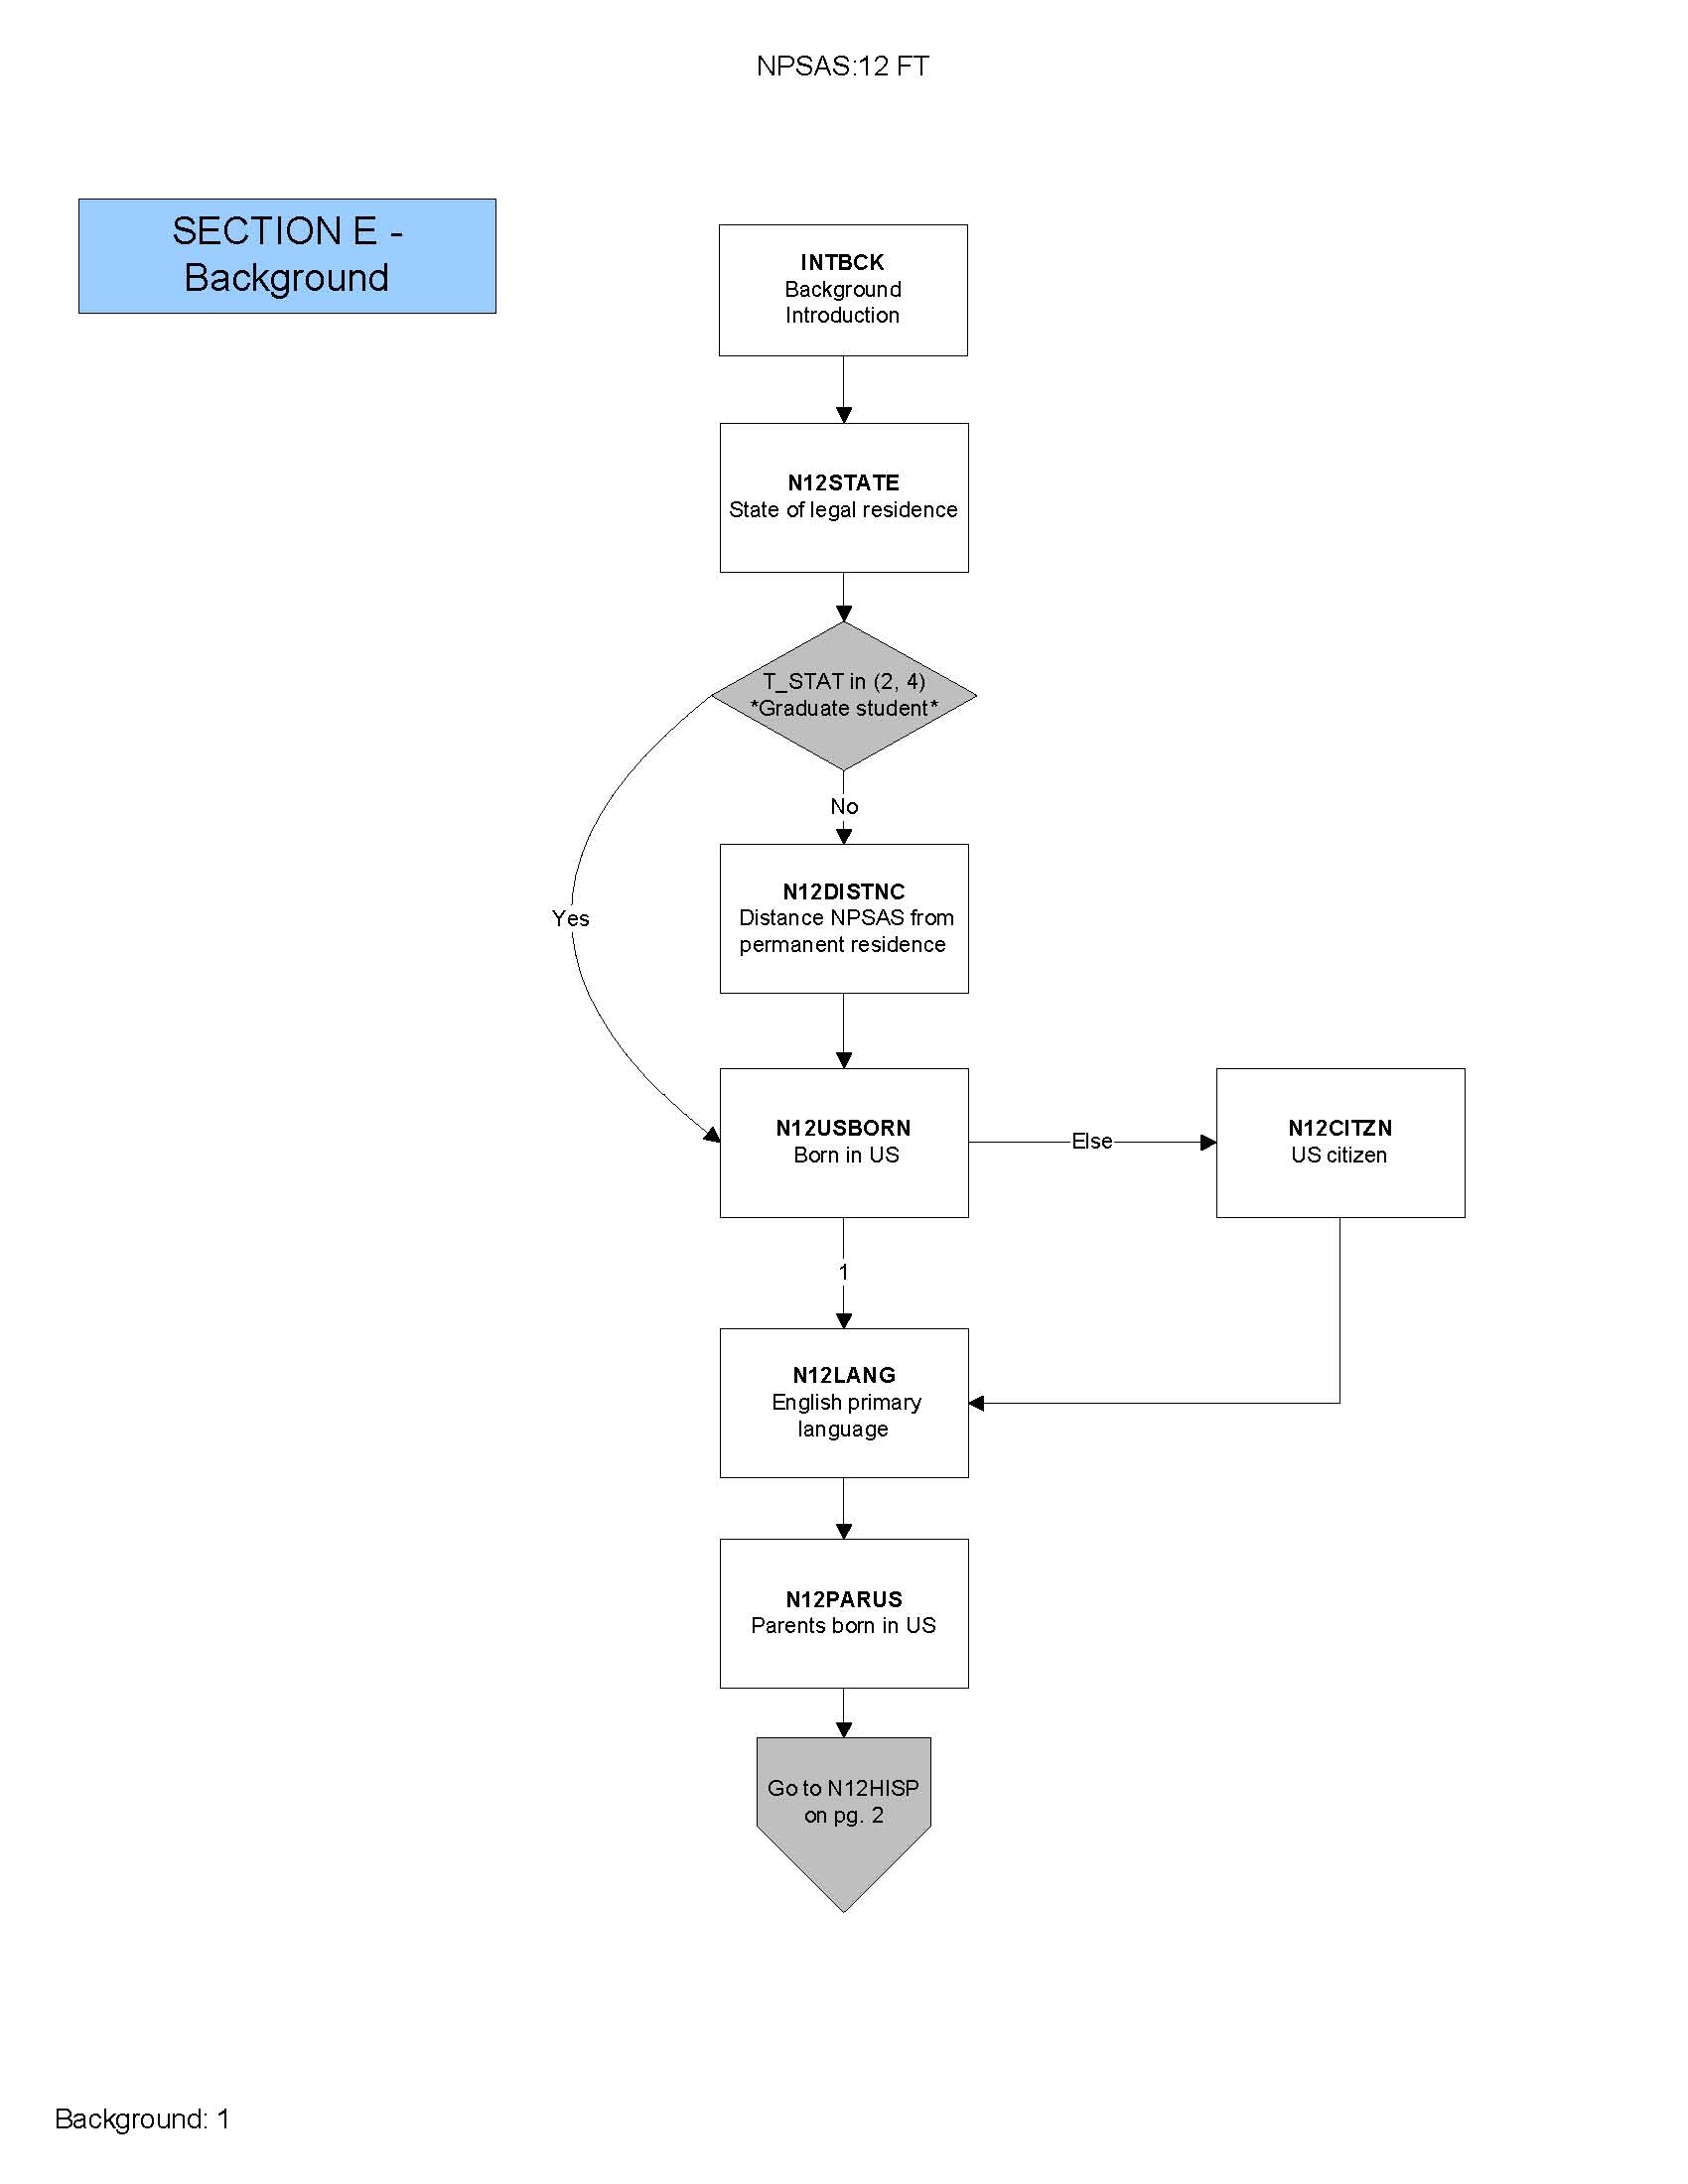 NPSAS:12 FT
SECTION E -
Background
INTBCK
Background
Introduction
N12STATE
State of legal residence
T_STAT in (2, 4)
*Graduate student*
No
Yes
N12DISTNC
Distance NPSAS from
permanent residence
N12USBORN
Born in US
Else
N12CITZN
US citizen
1
N12LANG
English primary
language
N12PARUS
Parents born in US
Go to N12HISP
on pg. 2
Background: 1